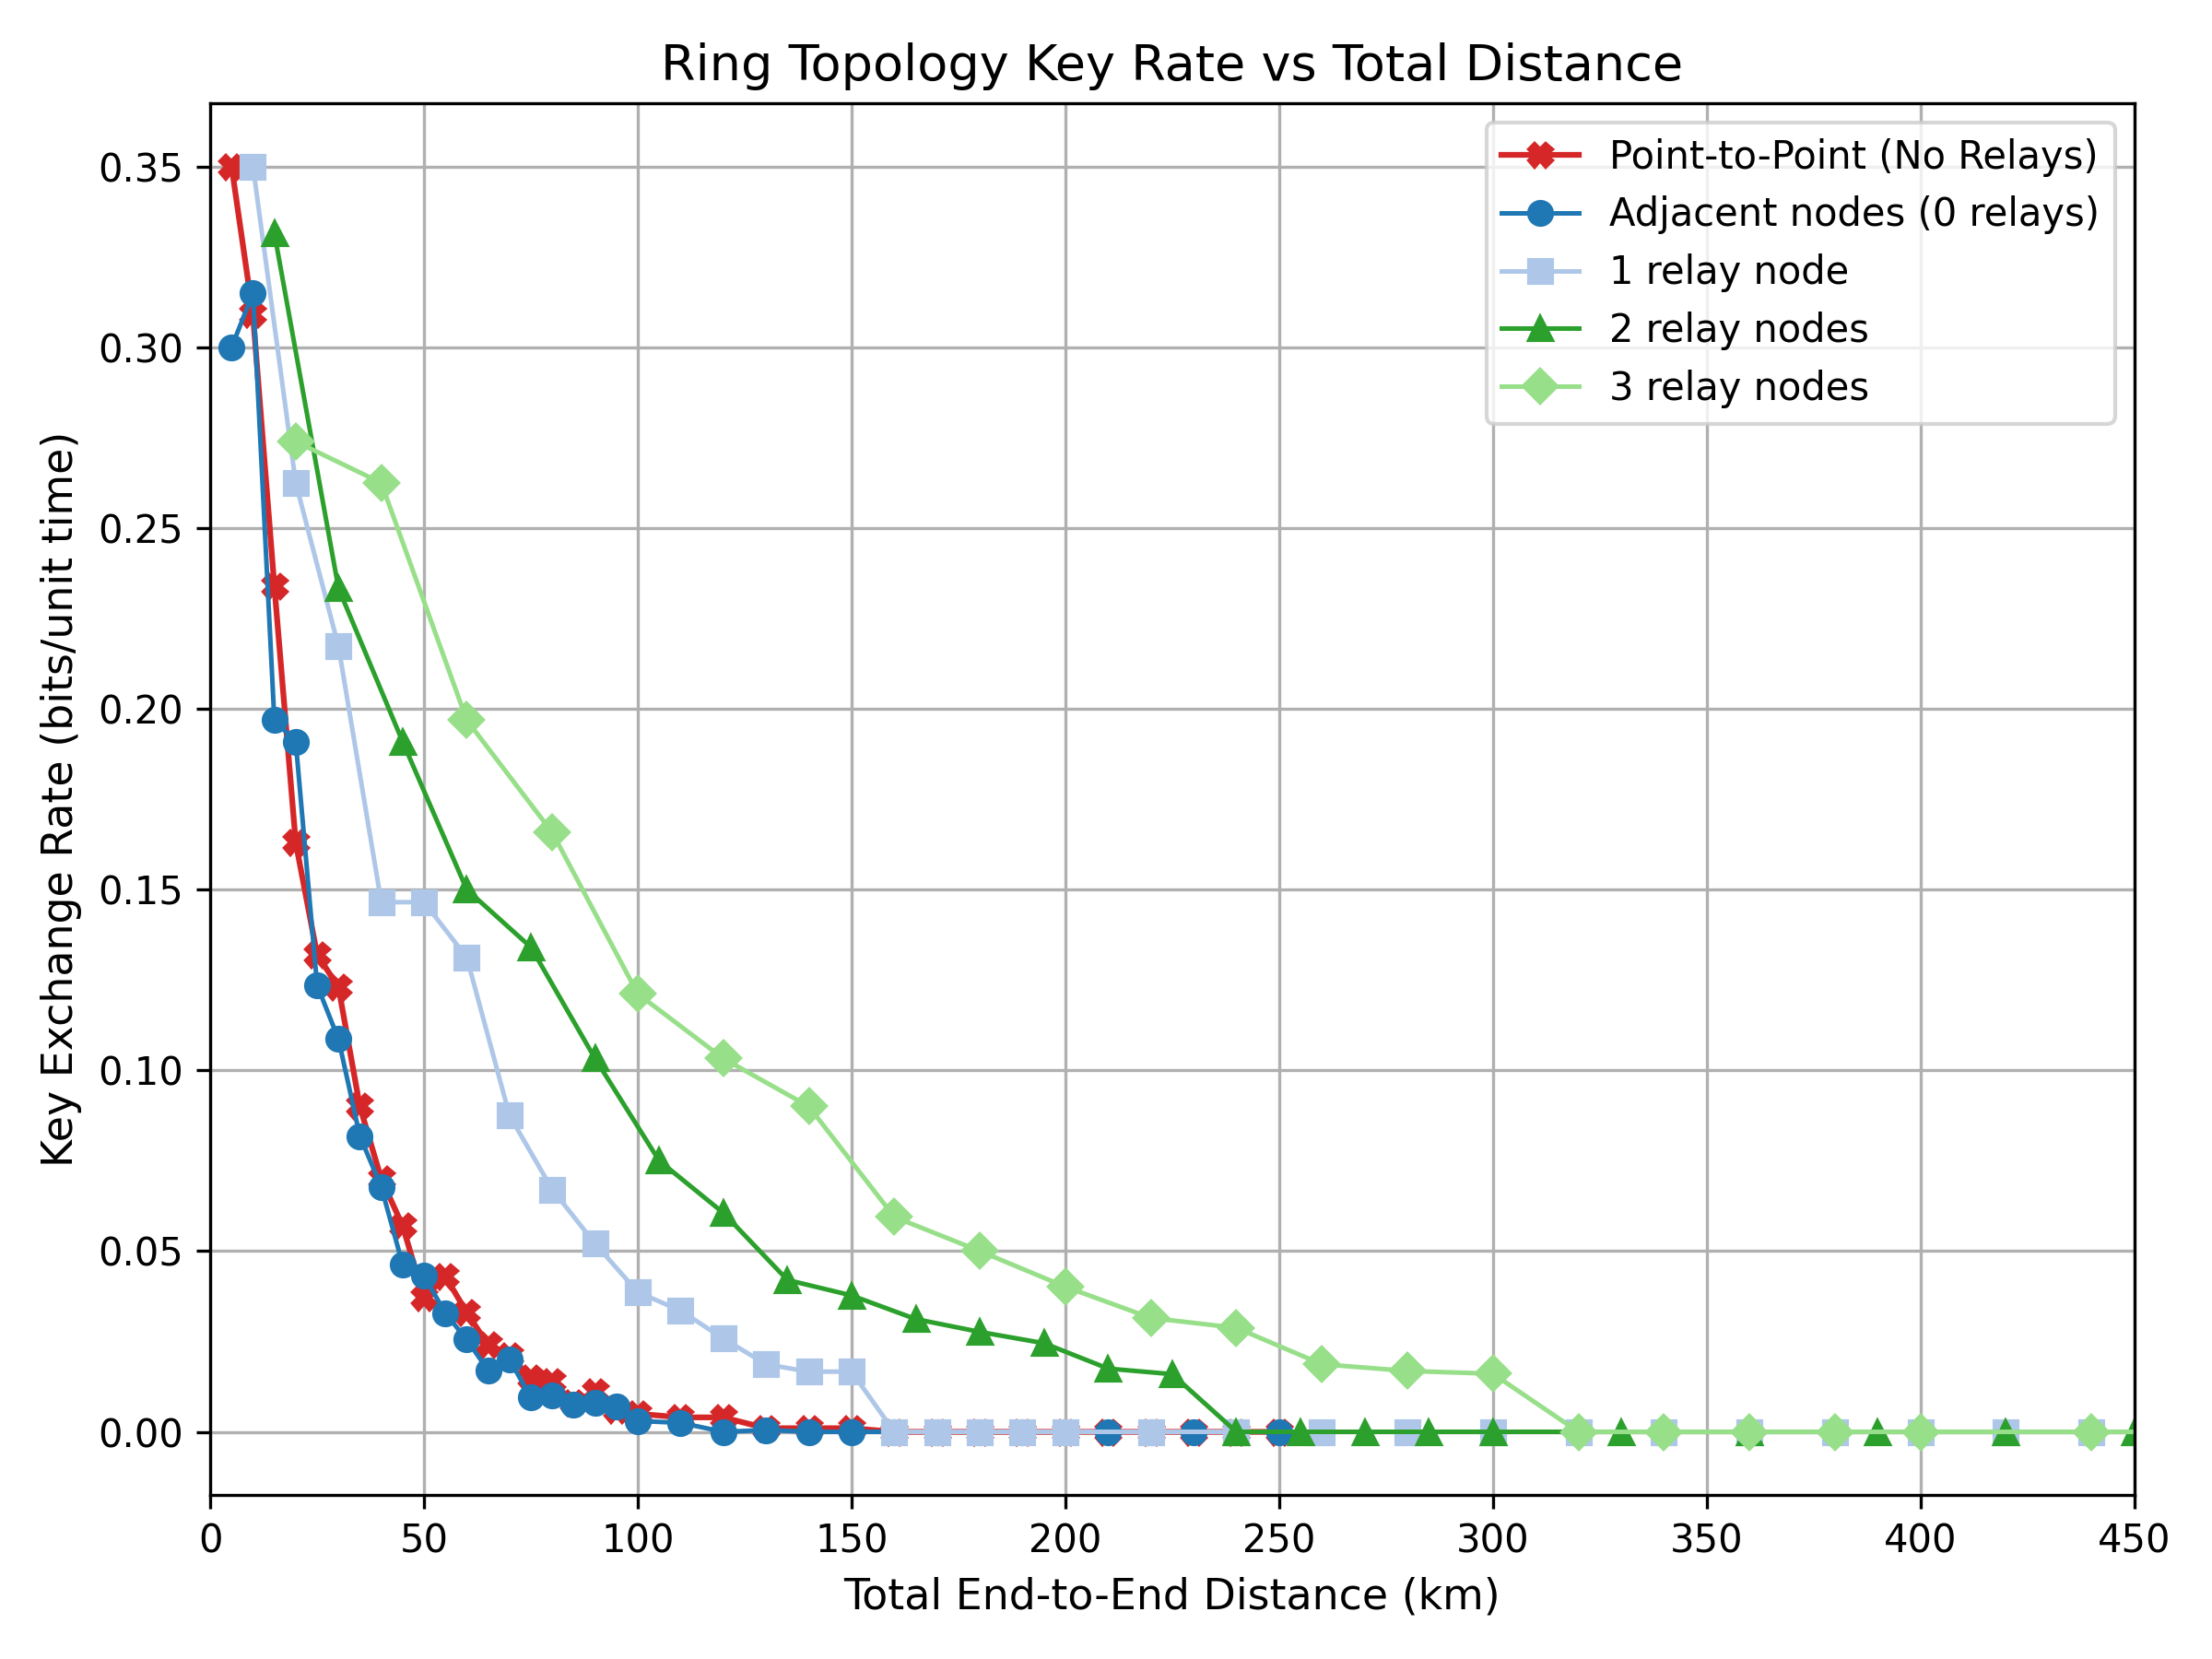 Ring Topology Key Rate vs Total Distance
Point-to-Point (No Relays)
Adjacent nodes (0 relays)
1 relay node
2 relay nodes
3 relay nodes
Key Exchange Rate (bits/unit time)
0.35
0.30
0.25
0.20
0.15
0.10
0.05
0.00
0 50 100 150 200 250 300 350 400 450
Total End-to-End Distance (km)